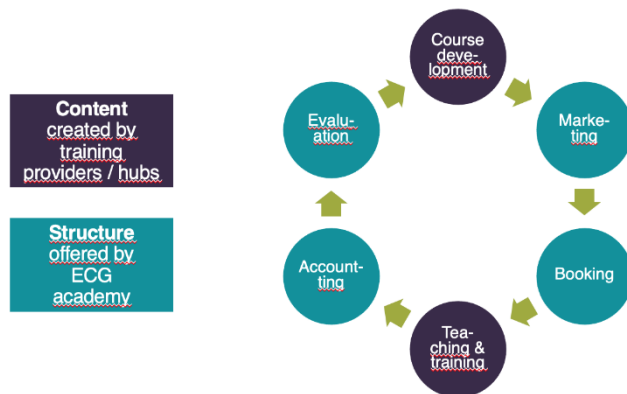 Content
created by
training
providers / hubs
Structure
offered by
ECG
academy
Course
deve-
lopment
Marke-
ting
Booking
Tea-
ching &
training
Account-
ting
Evalu-
ation